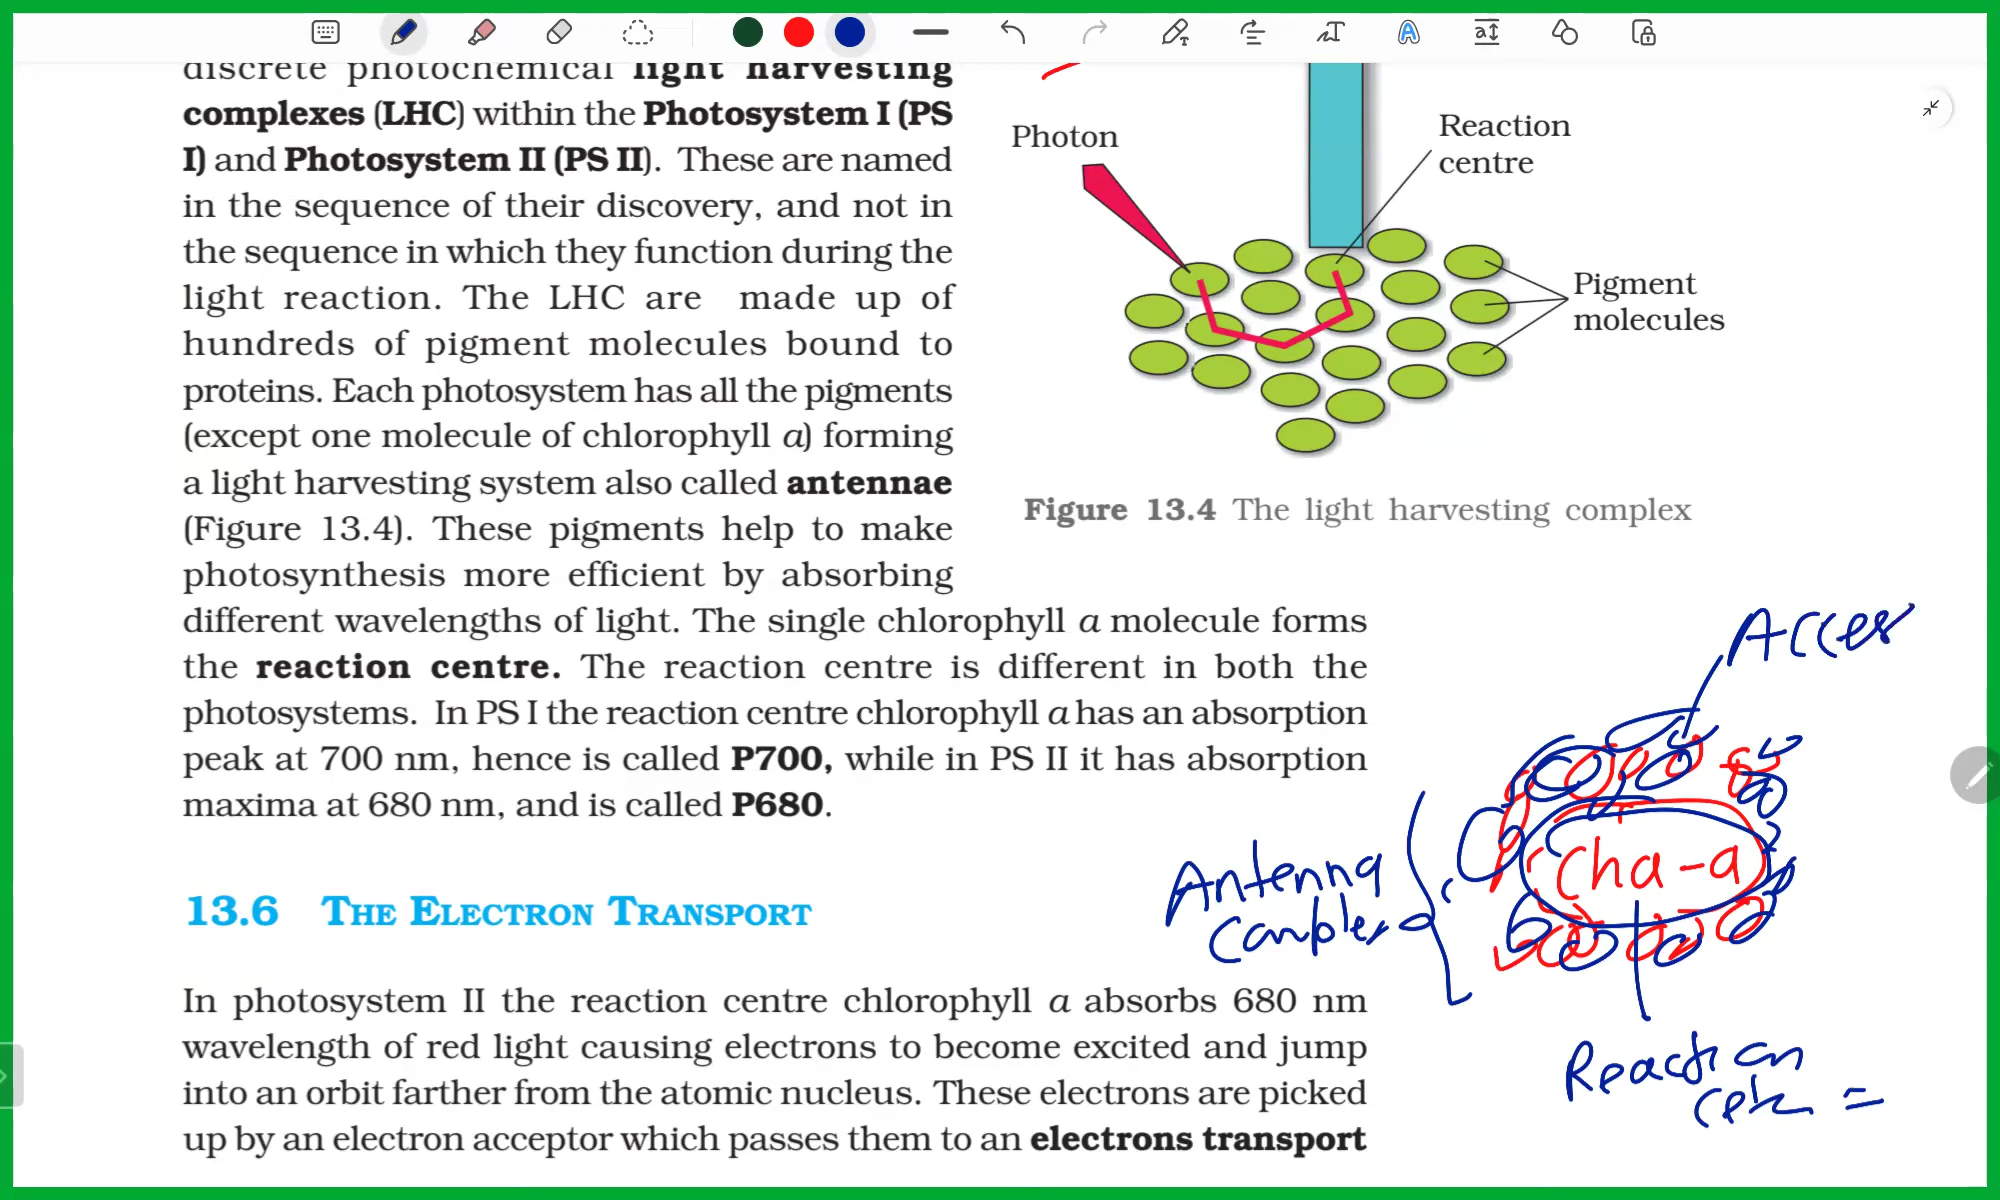 discrete photochemical light harvesting
complexes (LHC) within the Photosystem I (PS
I) and Photosystem II (PS II). These are named
in the sequence of their discovery, and not in
the sequence in which they function during the
light reaction. The LHC are made up of
hundreds of pigment molecules bound to
proteins. Each photosystem has all the pigments
(except one molecule of chlorophyll a) forming
a light harvesting system also called antennae
(Figure 13.4). These pigments help to make
photosynthesis more efficient by absorbing
different wavelengths of light. The single chlorophyll a molecule forms
the reaction centre. The reaction centre is different in both the
photosystems. In PS I the reaction centre chlorophyll a has an absorption
peak at 700 nm, hence is called P700, while in PS II it has absorption
maxima at 680 nm, and is called P680.
Photon
Reaction
centre
Pigment
molecules
Figure 13.4 The light harvesting complex
Acces
Cha-a
Antenna
Reaction
13.6 THE ELECTRON TRANSPORT
In photosystem II the reaction centre chlorophyll a absorbs 680 nm
wavelength of red light causing electrons to become excited and jump
into an orbit farther from the atomic nucleus. These electrons are picked
up by an electron acceptor which passes them to an electrons transport